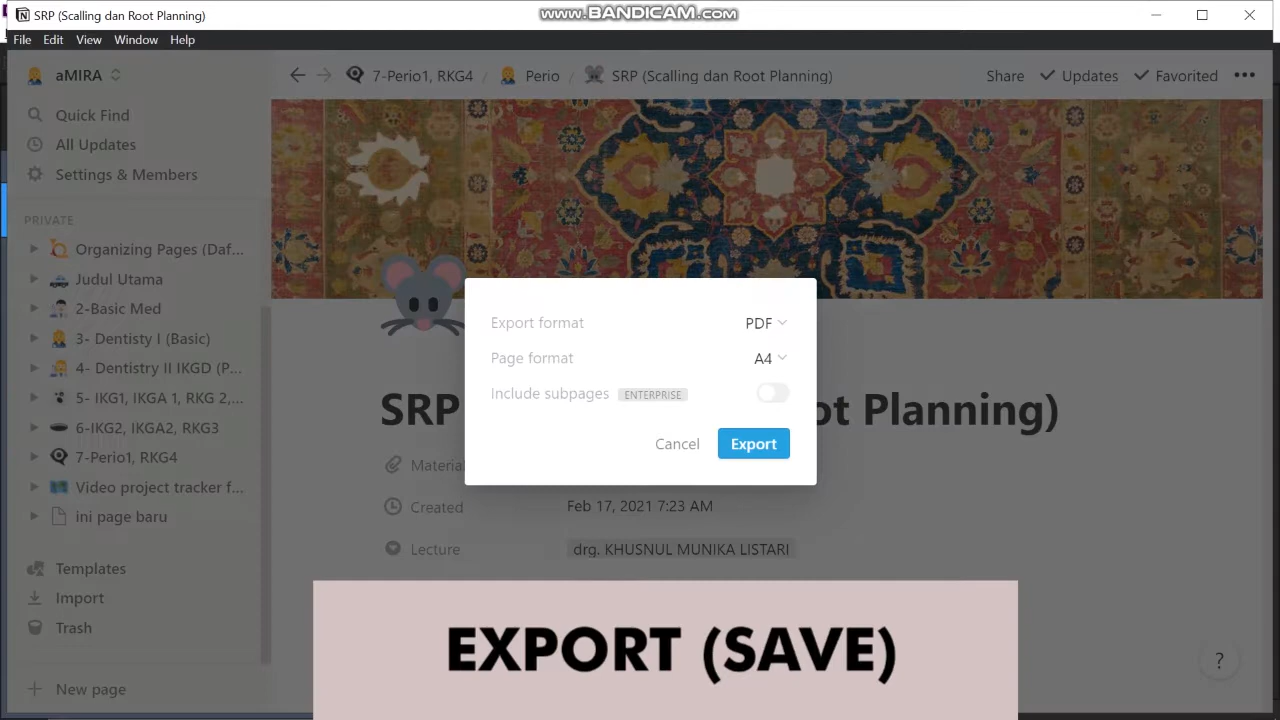 SRP (Scalling dan Root Planning)
www.BANDICAM.com
File Edit View Window Help
aMIRA
7-Perio1, RKG4 / Perio / SRP (Scalling dan Root Planning)
Share Updates Favorited •••
Quick Find
All Updates
Settings & Members
PRIVATE
Organizing Pages (Daf...
Judul Utama
2-Basic Med
3- Dentisty I (Basic)
4- Dentistry II IKGD (P...
5- IKG1, IKGA 1, RKG 2,...
6-IKG2, IKGA2, RKG3
7-Perio1, RKG4
Video project tracker f...
ini page baru
Templates
Import
Trash
New page
Export format PDF
Page format A4
Include subpages ENTERPRISE
Cancel Export
SRP ot Planning)
Material
Created Feb 17, 2021 7:23 AM
Lecture drg. KHUSNUL MUNIKA LISTARI
EXPORT (SAVE)
?